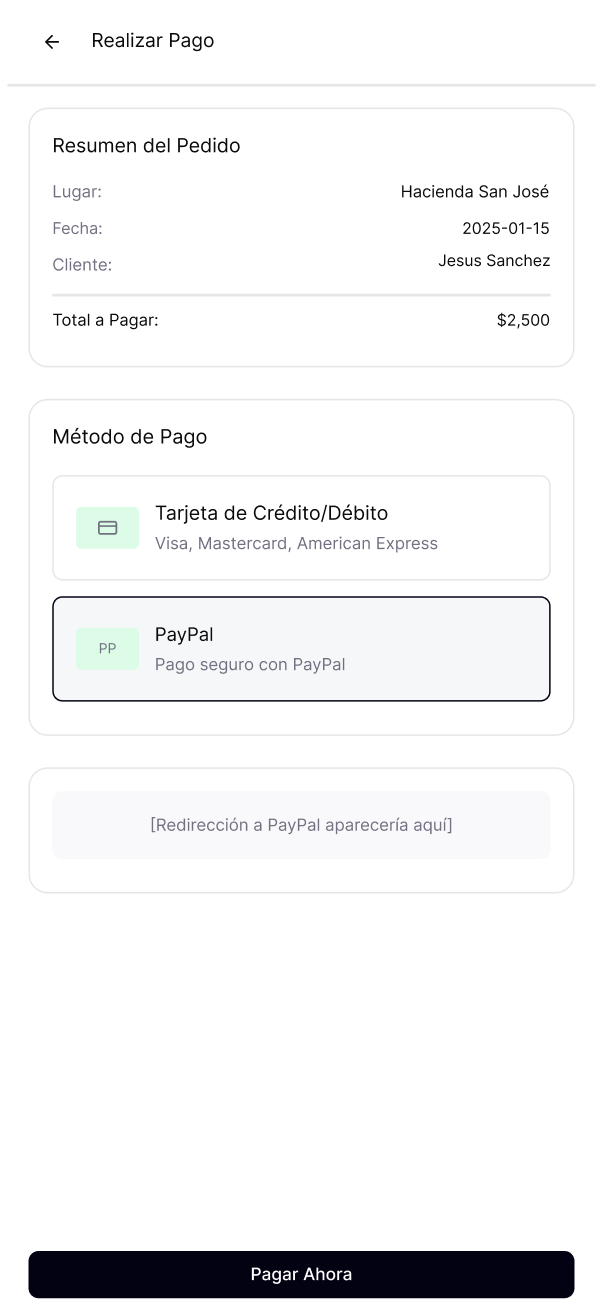 Realizar Pago
Resumen del Pedido
Lugar: Hacienda San José
Fecha: 2025-01-15
Cliente: Jesus Sanchez
Total a Pagar: $2,500
Método de Pago
Tarjeta de Crédito/Débito
Visa, Mastercard, American Express
PP
PayPal
Pago seguro con PayPal
[Redirección a PayPal aparecería aquí]
Pagar Ahora